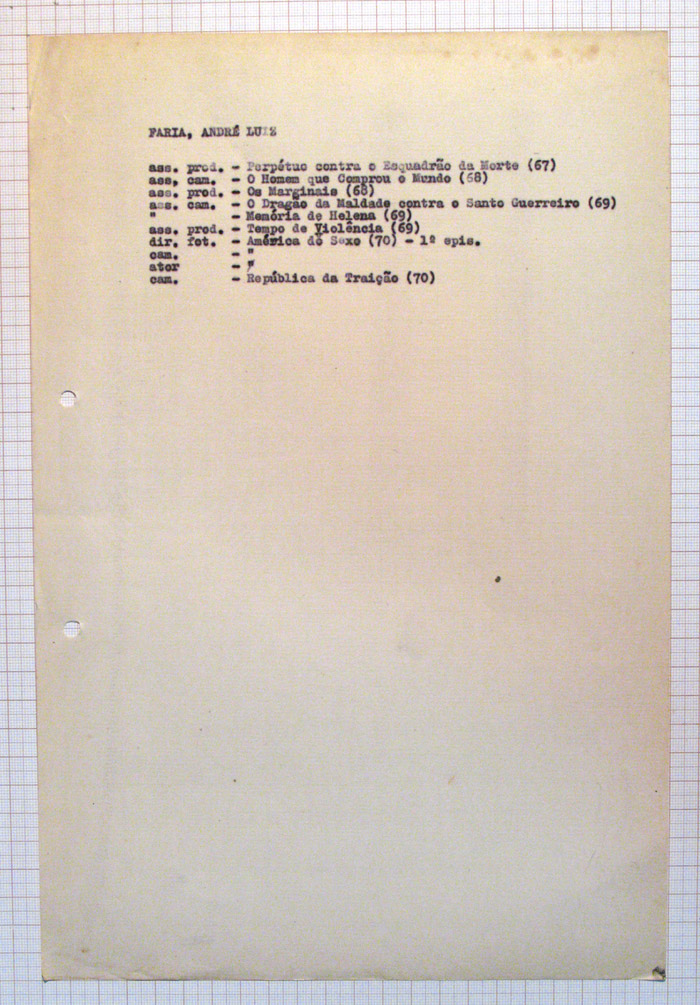 FARIA, ANDRÉ LUIZ
ass. prod. - Perpétuo contra o Esquadrão da Morte (67)
ass. cam. - O Homem que Comprou o Mundo (68)
ass. prod. - Os Marginais (68)
ass. cam. - O Dragão da Maldade contra o Santo Guerreiro (69)
" - Memória de Helena (69)
ass. prod. - Tempo de Violência (69)
dir. fot. - América do Sexo (70) - 1º epis.
cam. - "
ator - "
cam. - República da Traição (70)